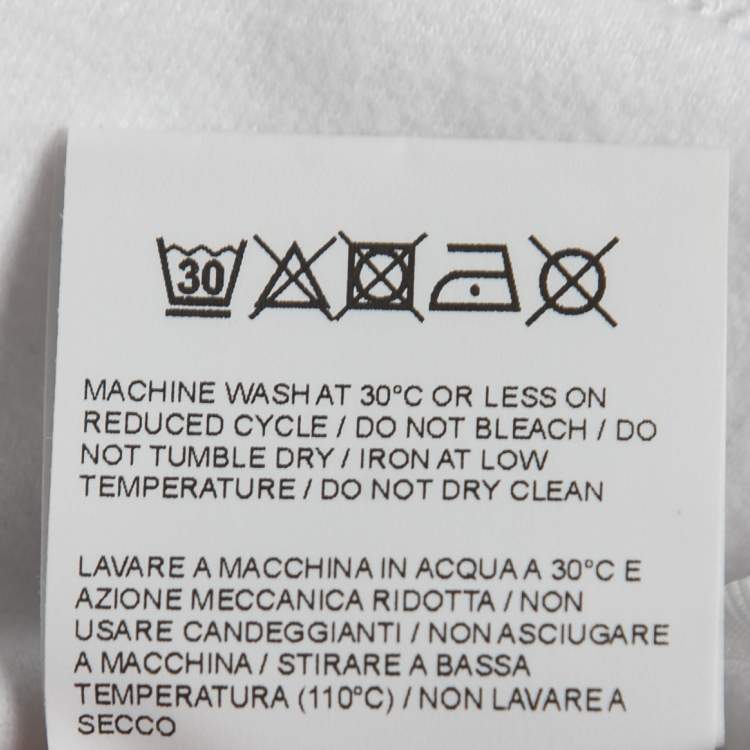 30
MACHINE WASH AT 30°C OR LESS ON
REDUCED CYCLE / DO NOT BLEACH / DO
NOT TUMBLE DRY / IRON AT LOW
TEMPERATURE / DO NOT DRY CLEAN
LAVARE A MACCHINA IN ACQUA A 30°C E
AZIONE MECCANICA RIDOTTA / NON
USARE CANDEGGIANTI / NON ASCIUGARE
A MACCHINA / STIRARE A BASSA
TEMPERATURA (110°C) / NON LAVARE A
SECCO